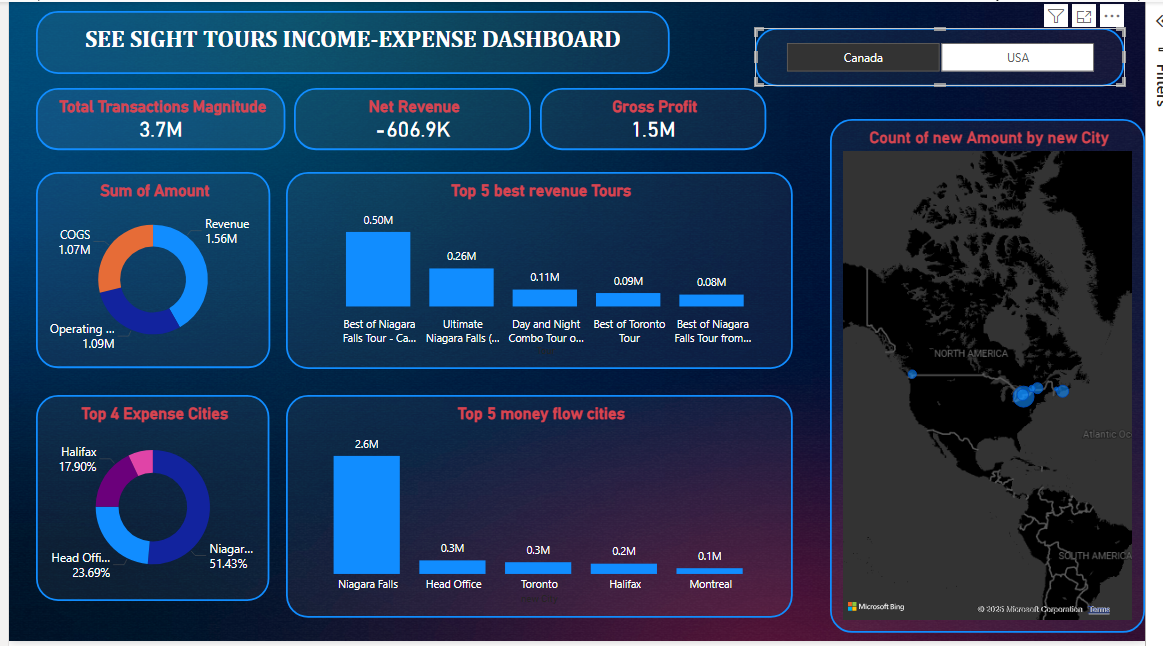 SEE SIGHT TOURS INCOME-EXPENSE DASHBOARD
Canada
USA
Filters
Total Transactions Magnitude
3.7M
Net Revenue
-606.9K
Gross Profit
1.5M
Count of new Amount by new City
Sum of Amount
COGS
1.07M
Revenue
1.56M
Operating ...
1.09M
Top 5 best revenue Tours
0.50M
0.26M
0.11M
0.09M
0.08M
Best of Niagara
Falls Tour - Ca...
Ultimate
Niagara Falls (...
Day and Night
Combo Tour o...
Best of Toronto
Tour
Best of Niagara
Falls Tour from...
Top 4 Expense Cities
Halifax
17.90%
Head Offi...
23.69%
Niagar...
51.43%
Top 5 money flow cities
2.6M
0.3M
0.3M
0.2M
0.1M
Niagara Falls
Head Office
Toronto
Halifax
Montreal
NORTH AMERICA
Atlantic Oc
SOUTH AMERICA
Microsoft Bing
© 2025 Microsoft Corporation Terms